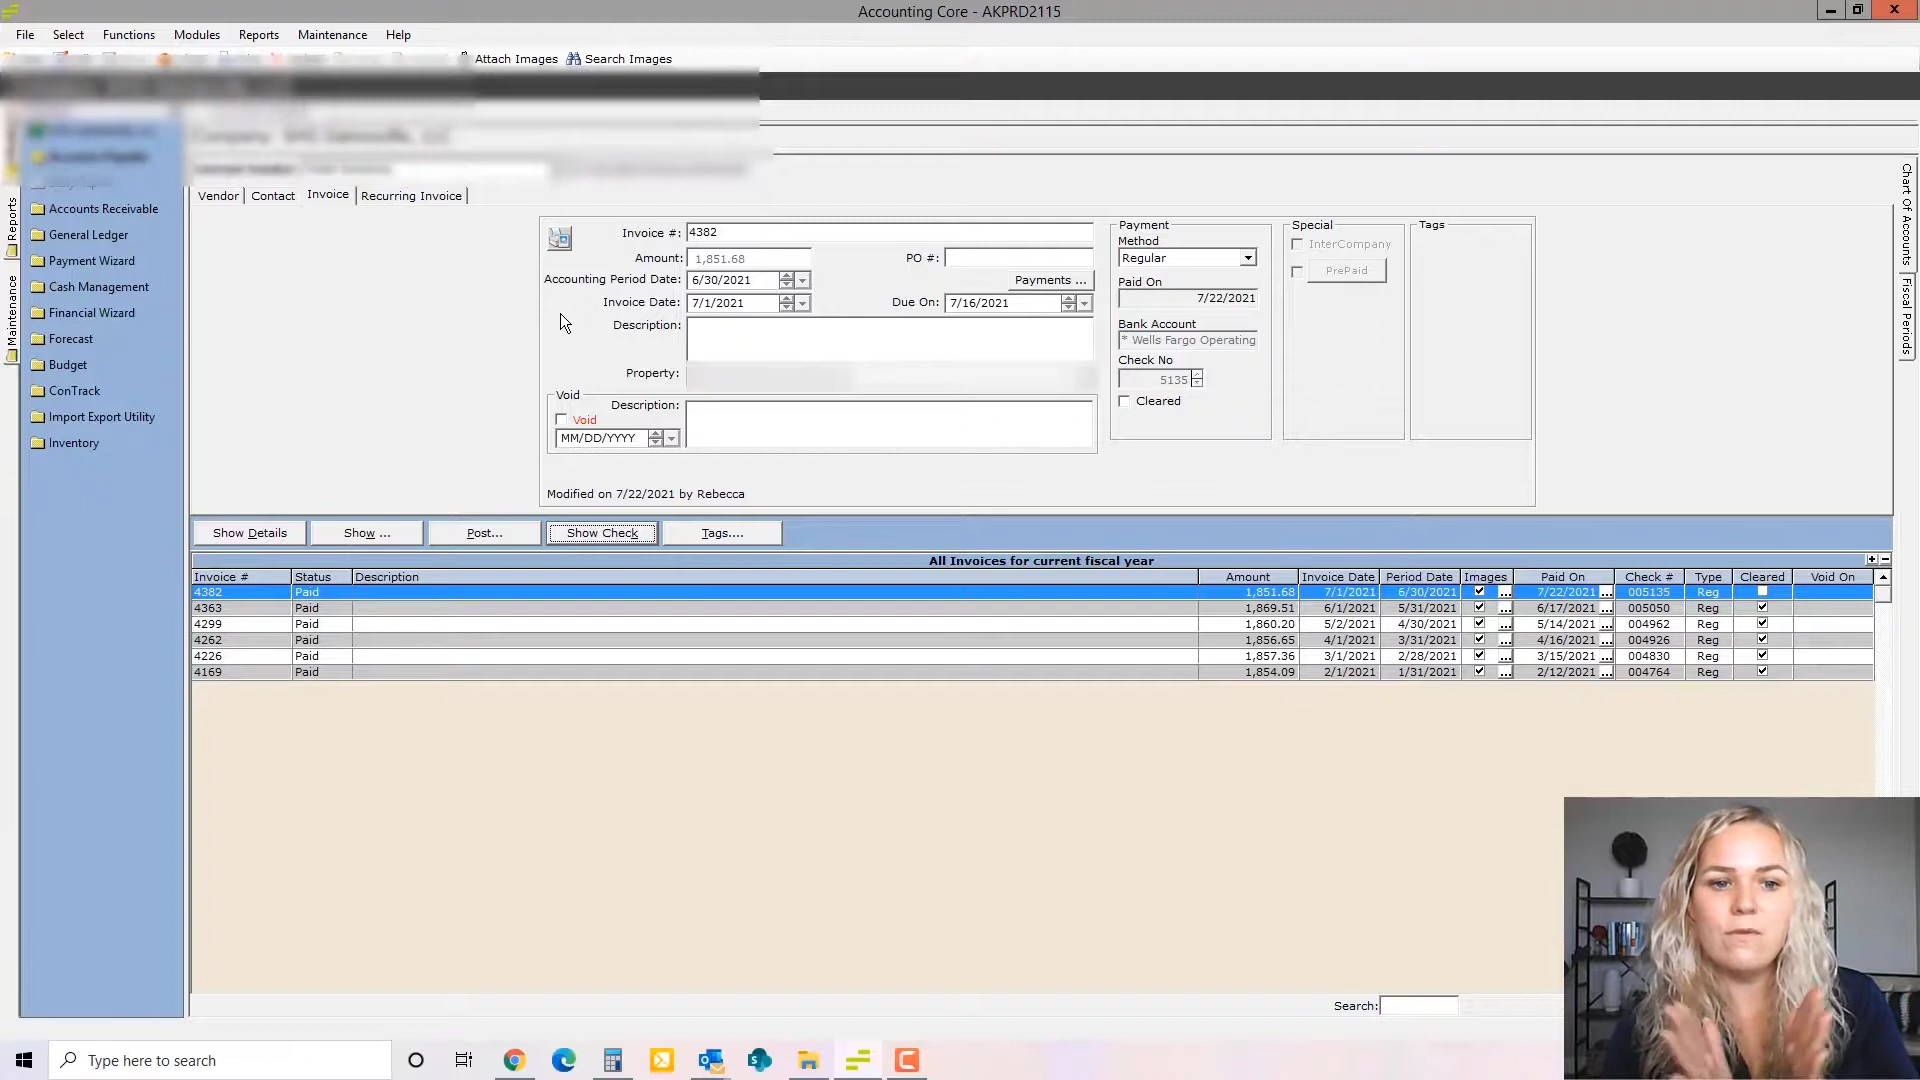 Accounting Core - AKPRD2115
File Select Functions Modules Reports Maintenance Help
Attach Images Search Images
Vendor Contact Invoice Recurring Invoice
Reports
Maintenance
Accounts Receivable
General Ledger
Payment Wizard
Cash Management
Financial Wizard
Forecast
Budget
ConTrack
Import Export Utility
Inventory
Invoice #: 4382
Amount: 1,851.68 PO #:
Accounting Period Date: 6/30/2021 Payments ...
Invoice Date: 7/1/2021 Due On: 7/16/2021
Description:
Property:
Void
Description:
Void
MM/DD/YYYY
Modified on 7/22/2021 by Rebecca
Payment
Method
Regular
Paid On
7/22/2021
Bank Account
* Wells Fargo Operating
Check No
5135
Cleared
Special
InterCompany
PrePaid
Tags
Chart Of Accounts
Fiscal Periods
Show Details Show ... Post... Show Check Tags....
All Invoices for current fiscal year
Invoice # Status Description Amount Invoice Date Period Date Images Paid On Check # Type Cleared Void On
4382 Paid 1,851.68 7/1/2021 6/30/2021 ... 7/22/2021 ... 005135 Reg
4363 Paid 1,869.51 6/1/2021 5/31/2021 ... 6/17/2021 ... 005050 Reg
4299 Paid 1,860.20 5/2/2021 4/30/2021 ... 5/14/2021 ... 004962 Reg
4262 Paid 1,856.65 4/1/2021 3/31/2021 ... 4/16/2021 ... 004926 Reg
4226 Paid 1,857.36 3/1/2021 2/28/2021 ... 3/15/2021 ... 004830 Reg
4169 Paid 1,854.09 2/1/2021 1/31/2021 ... 2/12/2021 ... 004764 Reg
Search:
Type here to search